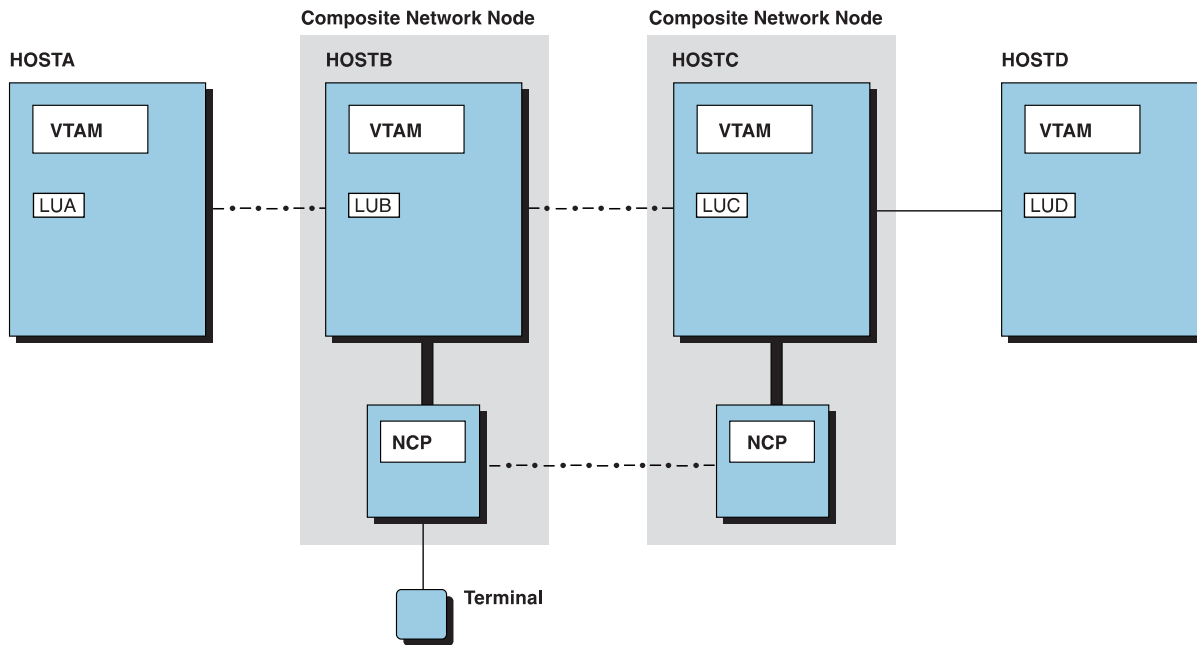 Composite Network Node
Composite Network Node
HOSTA
HOSTB
HOSTC
HOSTD
VTAM
VTAM
VTAM
VTAM
LUA
LUB
LUC
LUD
NCP
NCP
Terminal